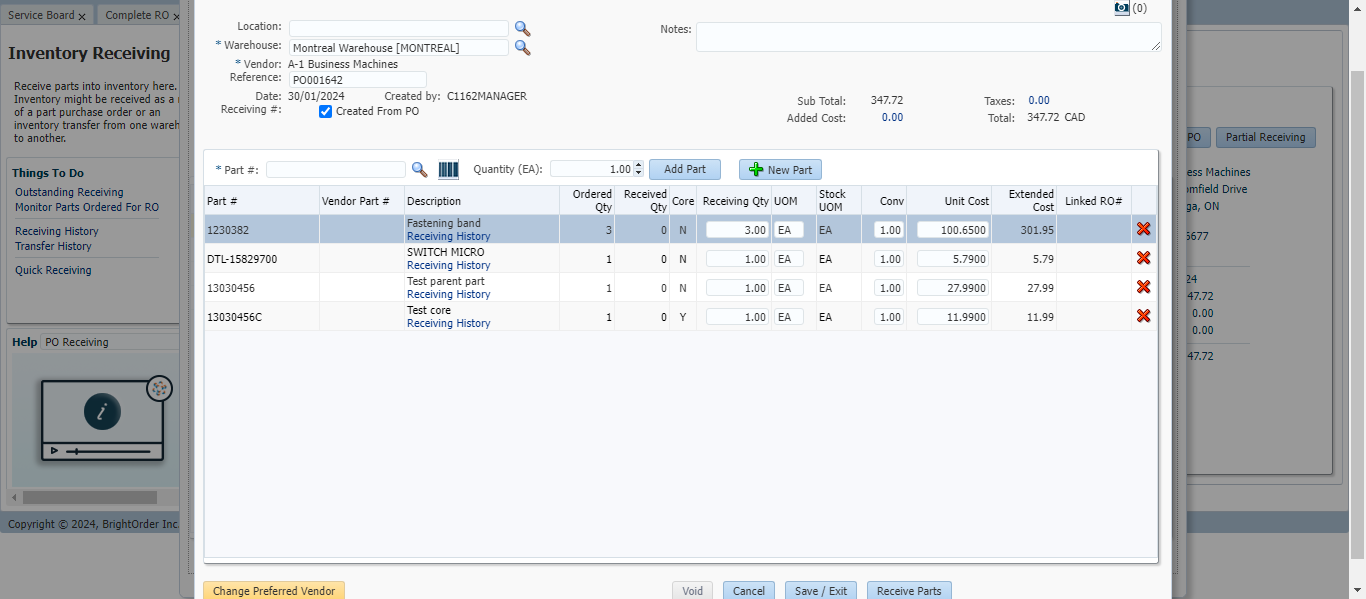 Service Board x
Complete RO x
Inventory Receiving
Receive parts into inventory here.
Inventory might be received as a
of a part purchase order or an
inventory transfer from one wareh
to another.
Things To Do
Outstanding Receiving
Monitor Parts Ordered For RO
Receiving History
Transfer History
Quick Receiving
Help PO Receiving
i
Copyright © 2024, BrightOrder Inc.
(0)
Location:
* Warehouse: Montreal Warehouse [MONTREAL]
* Vendor: A-1 Business Machines
Reference: PO001642
Date: 30/01/2024 Created by: C1162MANAGER
Receiving #: Created From PO
Notes:
Sub Total: 347.72 Taxes: 0.00
Added Cost: 0.00 Total: 347.72 CAD
* Part #: Quantity (EA): 1.00 Add Part New Part
Part # Vendor Part # Description Ordered Qty Received Qty Core Receiving Qty UOM Stock UOM Conv Unit Cost Extended Cost Linked RO#
1230382 Fastening band 3 0 N 3.00 EA EA 1.00 100.6500 301.95
Receiving History
DTL-15829700 SWITCH MICRO 1 0 N 1.00 EA EA 1.00 5.7900 5.79
Receiving History
13030456 Test parent part 1 0 N 1.00 EA EA 1.00 27.9900 27.99
Receiving History
13030456C Test core 1 0 Y 1.00 EA EA 1.00 11.9900 11.99
Receiving History
Change Preferred Vendor Void Cancel Save / Exit Receive Parts
PO Partial Receiving
ess Machines
omfield Drive
ga, ON
6677
24
47.72
0.00
0.00
47.72